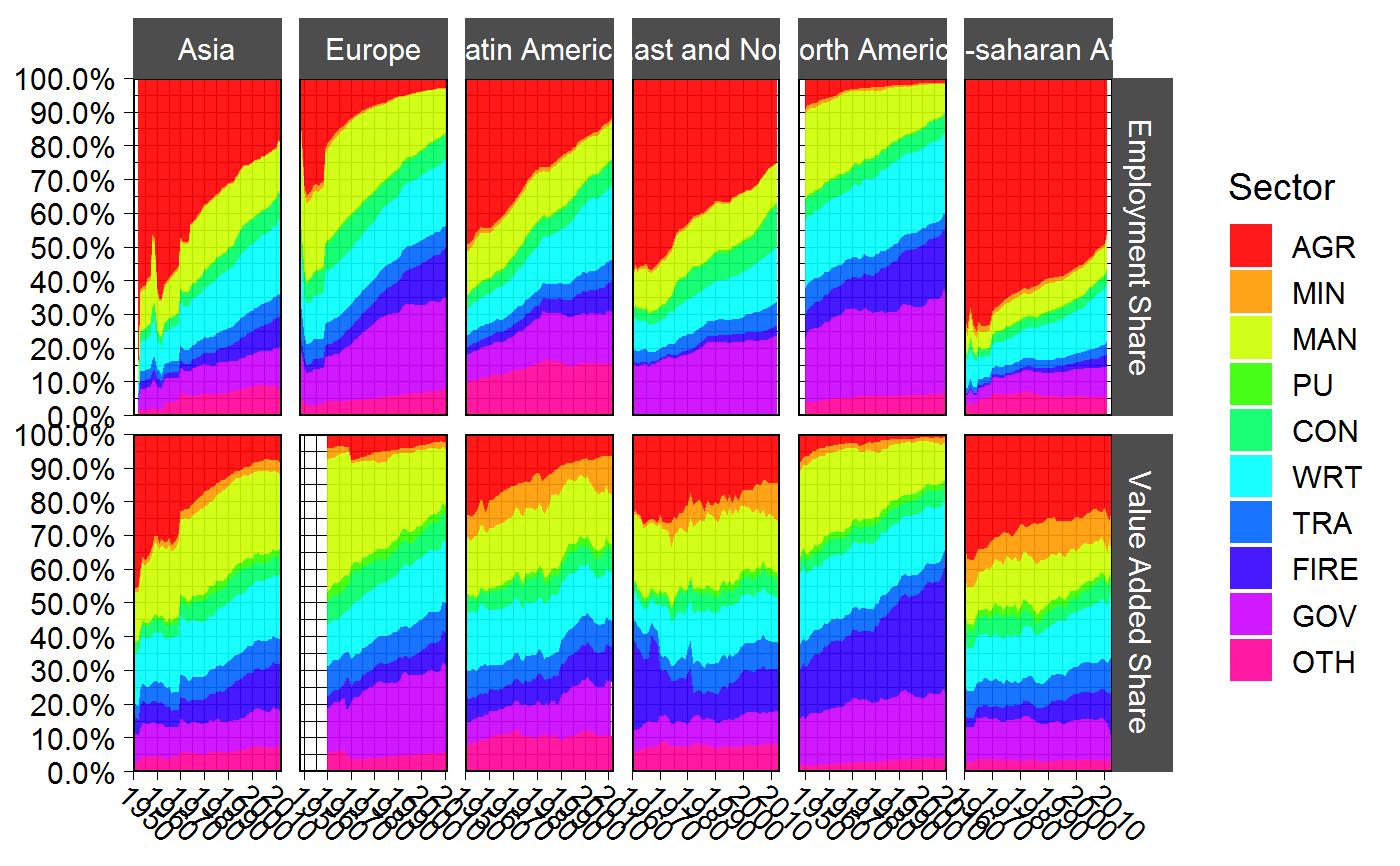 Asia
Europe
atin Americ
ast and Nor
orth Americ
-saharan Af
100.0%
90.0%
80.0%
70.0%
60.0%
50.0%
40.0%
30.0%
20.0%
10.0%
0.0%
Employment Share
100.0%
90.0%
80.0%
70.0%
60.0%
50.0%
40.0%
30.0%
20.0%
10.0%
0.0%
Value Added Share
Sector
AGR
MIN
MAN
PU
CON
WRT
TRA
FIRE
GOV
OTH